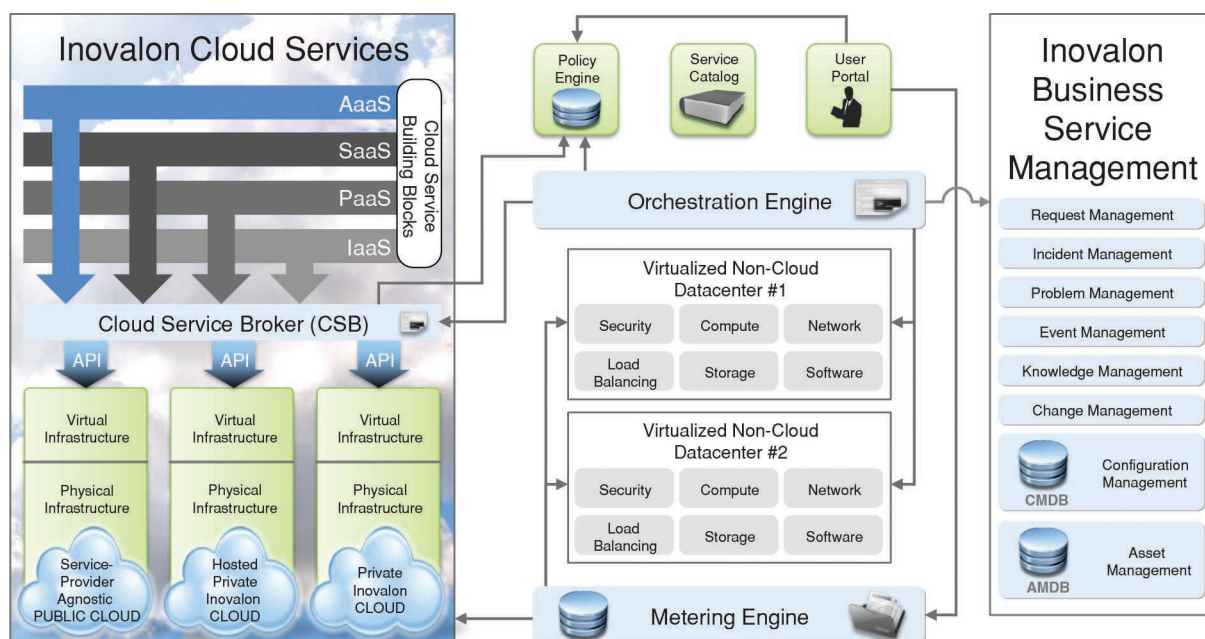 Inovalon Cloud Services
AaaS
SaaS
PaaS
IaaS
Cloud Service
Building Blocks
Cloud Service Broker (CSB)
API
API
API
Virtual
Infrastructure
Physical
Infrastructure
Service-
Provider
Agnostic
PUBLIC CLOUD
Virtual
Infrastructure
Physical
Infrastructure
Hosted
Private
Inovalon
CLOUD
Virtual
Infrastructure
Physical
Infrastructure
Private
Inovalon
CLOUD
Policy
Engine
Service
Catalog
User
Portal
Orchestration Engine
Virtualized Non-Cloud
Datacenter #1
Security
Compute
Network
Load
Balancing
Storage
Software
Virtualized Non-Cloud
Datacenter #2
Security
Compute
Network
Load
Balancing
Storage
Software
Metering Engine
Inovalon
Business
Service
Management
Request Management
Incident Management
Problem Management
Event Management
Knowledge Management
Change Management
CMDB
Configuration
Management
AMDB
Asset
Management